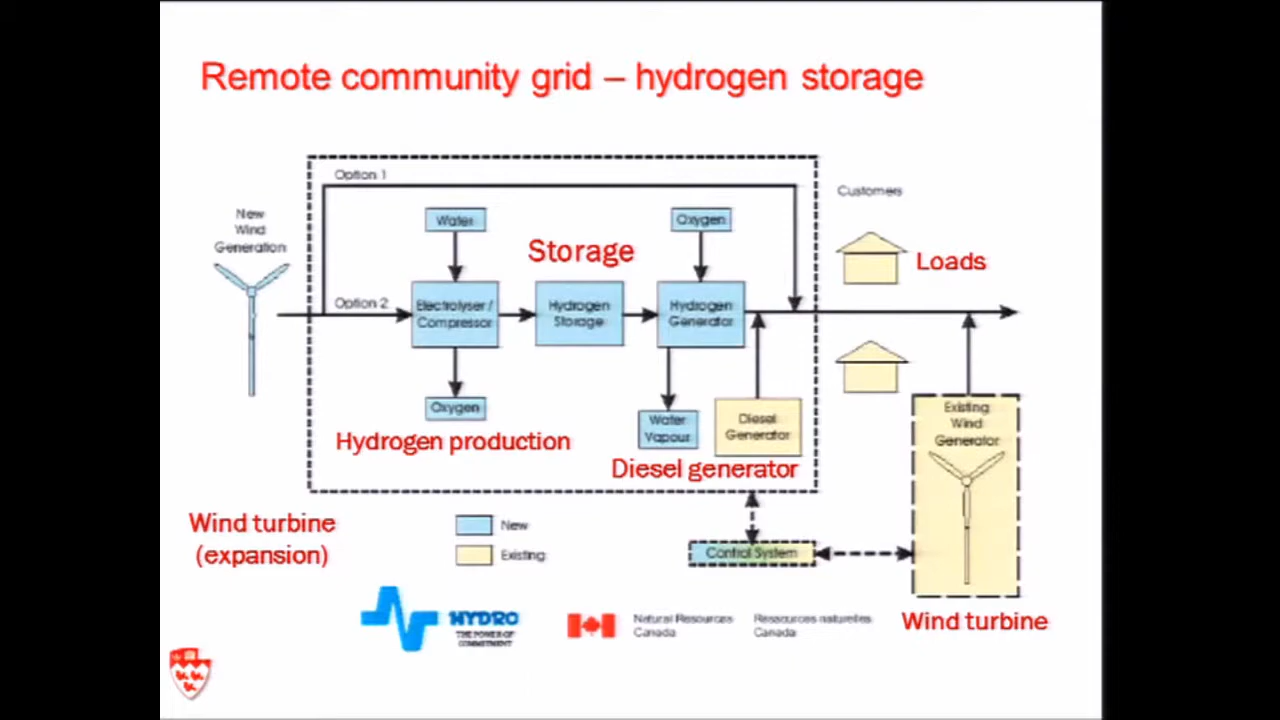 Remote community grid – hydrogen storage
Option 1
Customers
New
Wind
Generation
Water
Oxygen
Storage
Loads
Option 2
Electrolyser /
Compressor
Hydrogen
Storage
Hydrogen
Generator
Oxygen
Water
Vapour
Diesel
Generator
Existing
Wind
Generator
Hydrogen production
Diesel generator
Wind turbine
(expansion)
New
Existing
Control System
HYDRO
THE POWER OF
COMMITMENT
Natural Resources
Canada
Ressources naturelles
Canada
Wind turbine